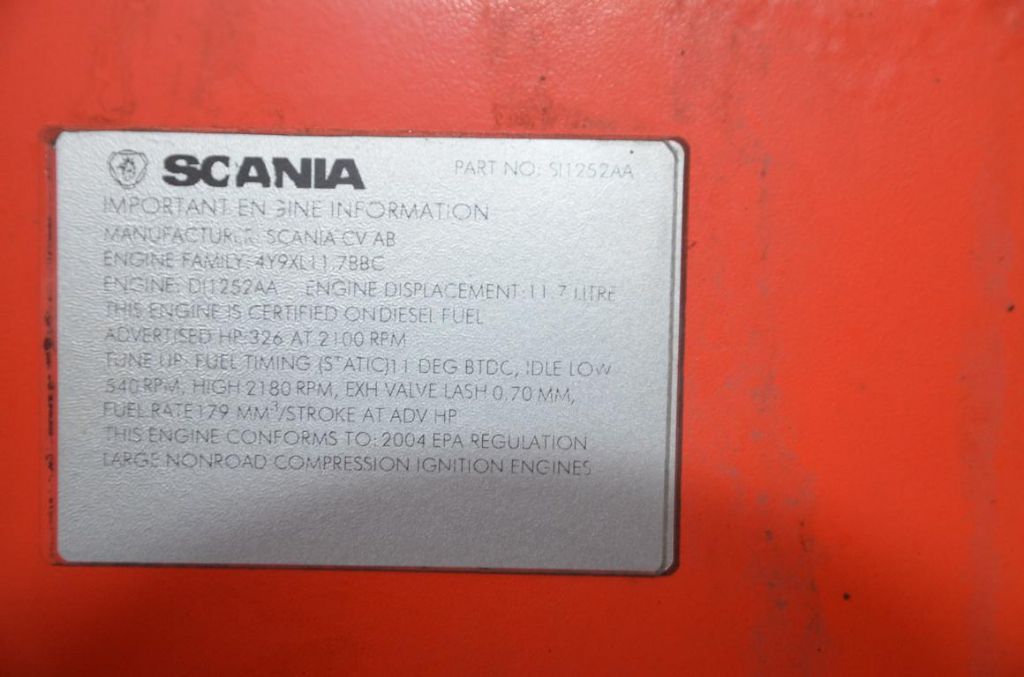 SCANIA PART NO: SI1252AA
IMPORTANT ENGINE INFORMATION
MANUFACTURER: SCANIA CV AB
ENGINE FAMILY: 4Y9XL11.7BBC
ENGINE: DI1252AA ENGINE DISPLACEMENT: 11.7 LITRE
THIS ENGINE IS CERTIFIED ON DIESEL FUEL
ADVERTISED HP: 326 AT 2100 RPM
TUNE UP: FUEL TIMING (STATIC) 11 DEG BTDC, IDLE LOW
540 RPM, HIGH 2180 RPM, EXH VALVE LASH 0,70 MM,
FUEL RATE 179 MM³/STROKE AT ADV HP
THIS ENGINE CONFORMS TO: 2004 EPA REGULATION
LARGE NONROAD COMPRESSION IGNITION ENGINES